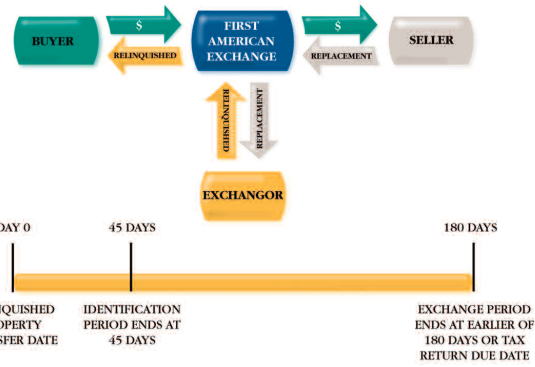 $
FIRST
$
BUYER
AMERICAN
SELLER
RELINQUISHED
EXCHANGE
REPLACEMENT
RELINQUISHED
REPLACEMENT
EXCHANGOR
DAY 0
45 DAYS
180 DAYS
NQUISHED
IDENTIFICATION
EXCHANGE PERIOD
OPERTY
PERIOD ENDS AT
ENDS AT EARLIER OF
SFER DATE
45 DAYS
180 DAYS OR TAX
RETURN DUE DATE